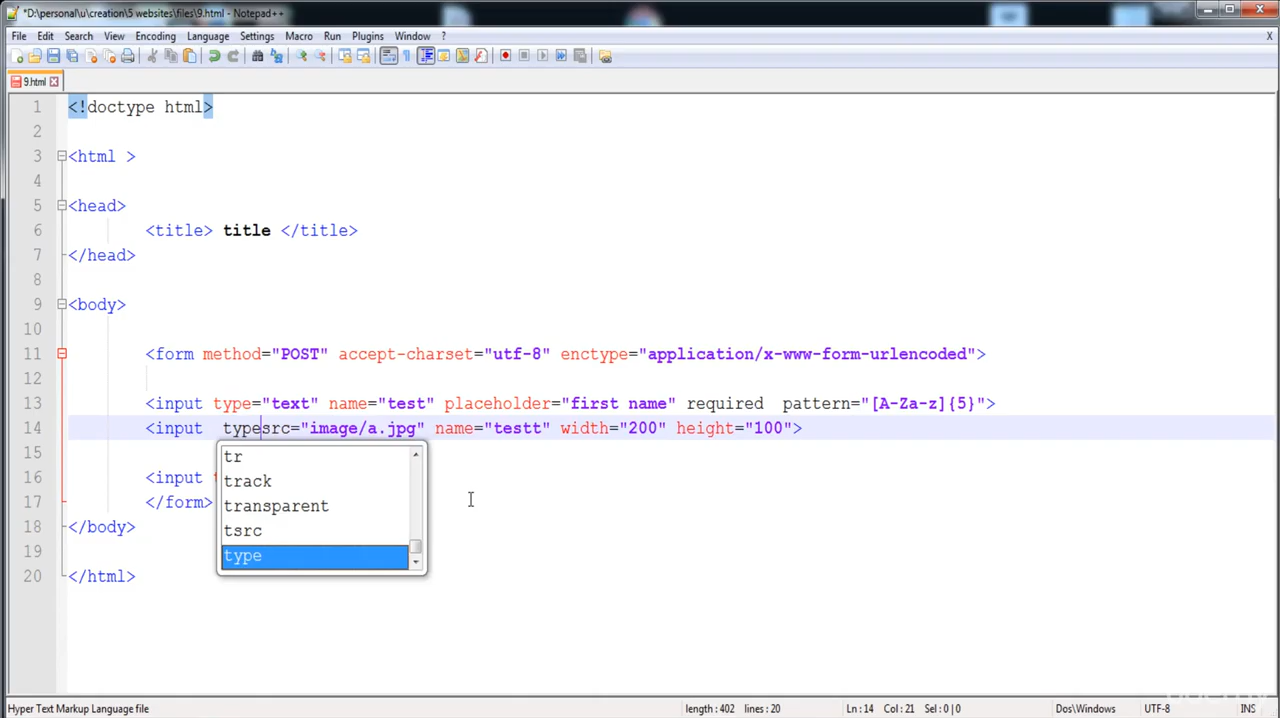 *D:\personal\u\creation\5 websites\files\9.html - Notepad++
File Edit Search View Encoding Language Settings Macro Run Plugins Window ? X
9.html
1 <!doctype html>
2
3 <html >
4
5 <head>
6 <title> title </title>
7 </head>
8
9 <body>
10
11 <form method="POST" accept-charset="utf-8" enctype="application/x-www-form-urlencoded">
12
13 <input type="text" name="test" placeholder="first name" required pattern="[A-Za-z]{5}">
14 <input typesrc="image/a.jpg" name="testt" width="200" height="100">
15
tr
16 <input t
track
17 </form>
transparent
18 </body>
tsrc
19
type
20 </html>
Hyper Text Markup Language file length : 402 lines : 20 Ln : 14 Col : 21 Sel : 0 | 0 Dos\Windows UTF-8 INS